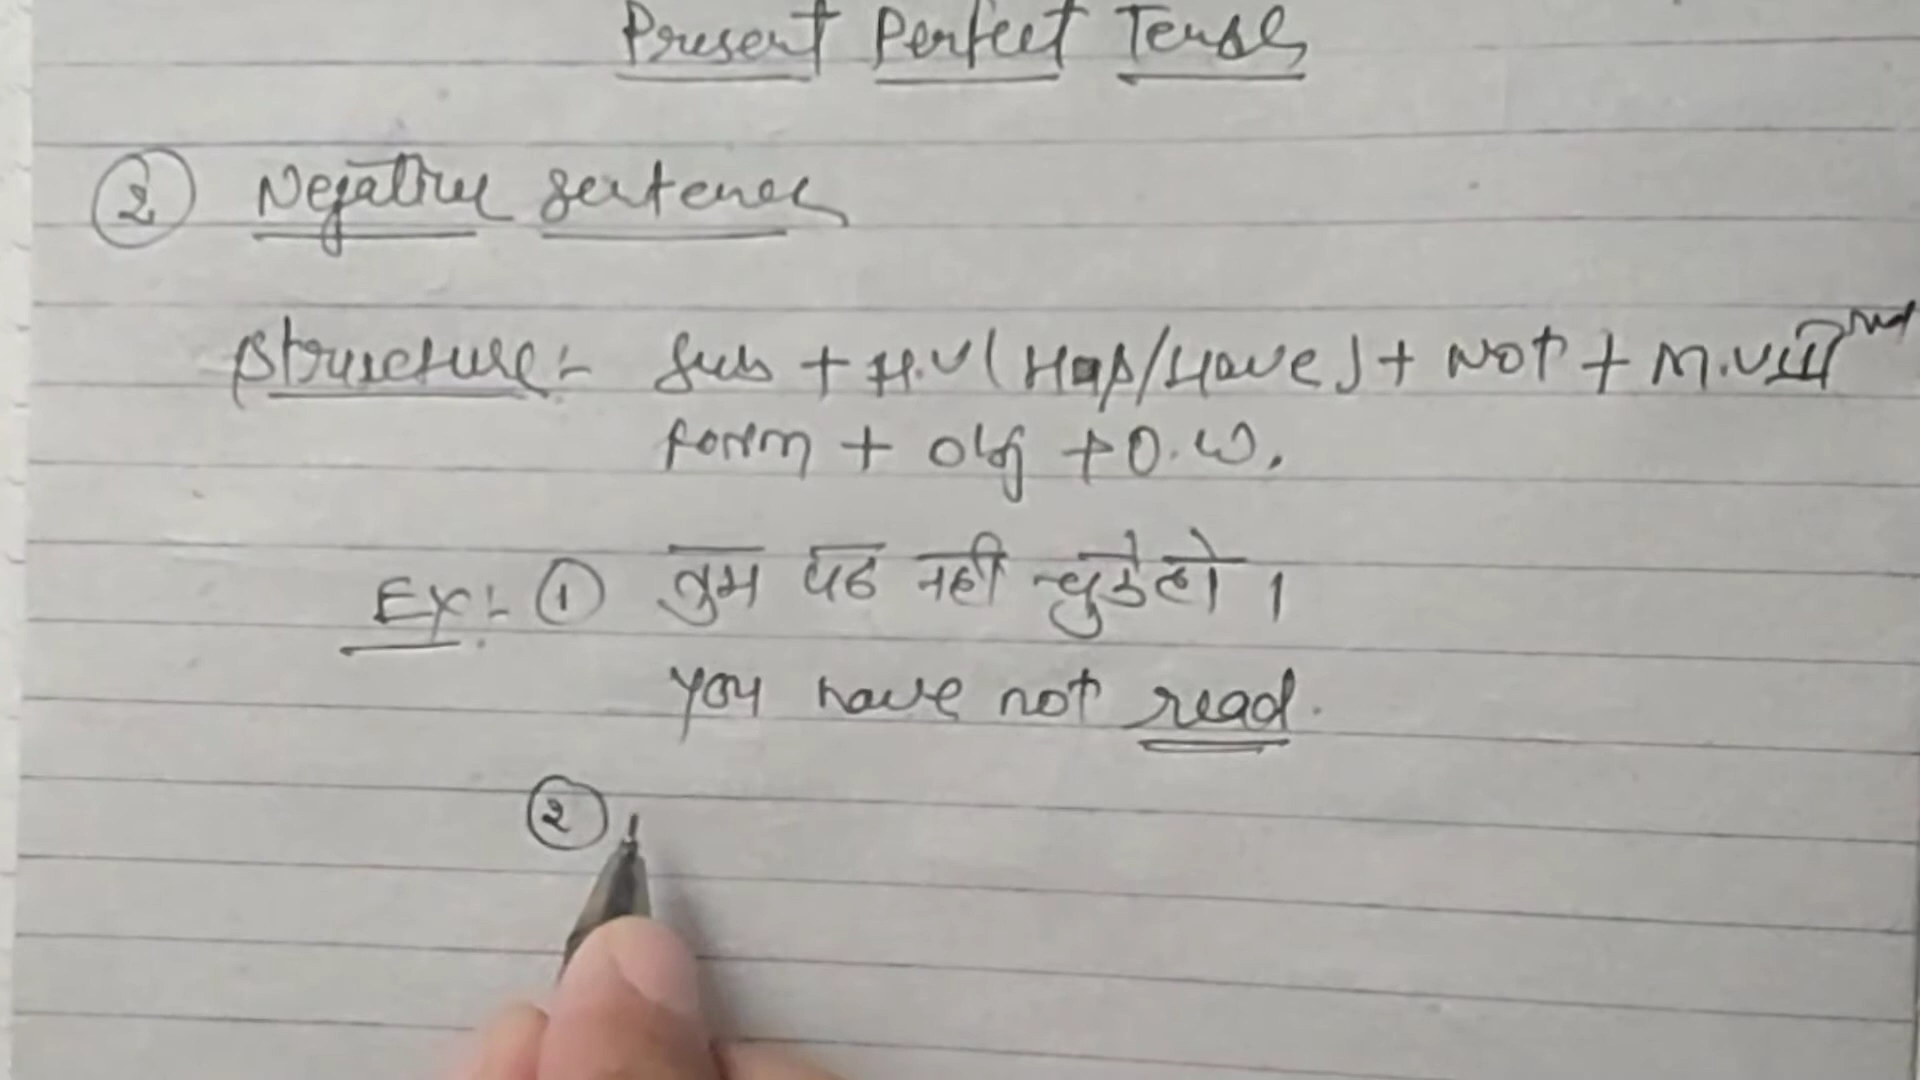 Present Perfect Tense
② Negative sentence
Structure:- Sub + H.V (Has/Have) + Not + M.V III rd
form + obj + O.W.
Ex:- ① तुम पढ नही चुके हो ।
you have not read.
②